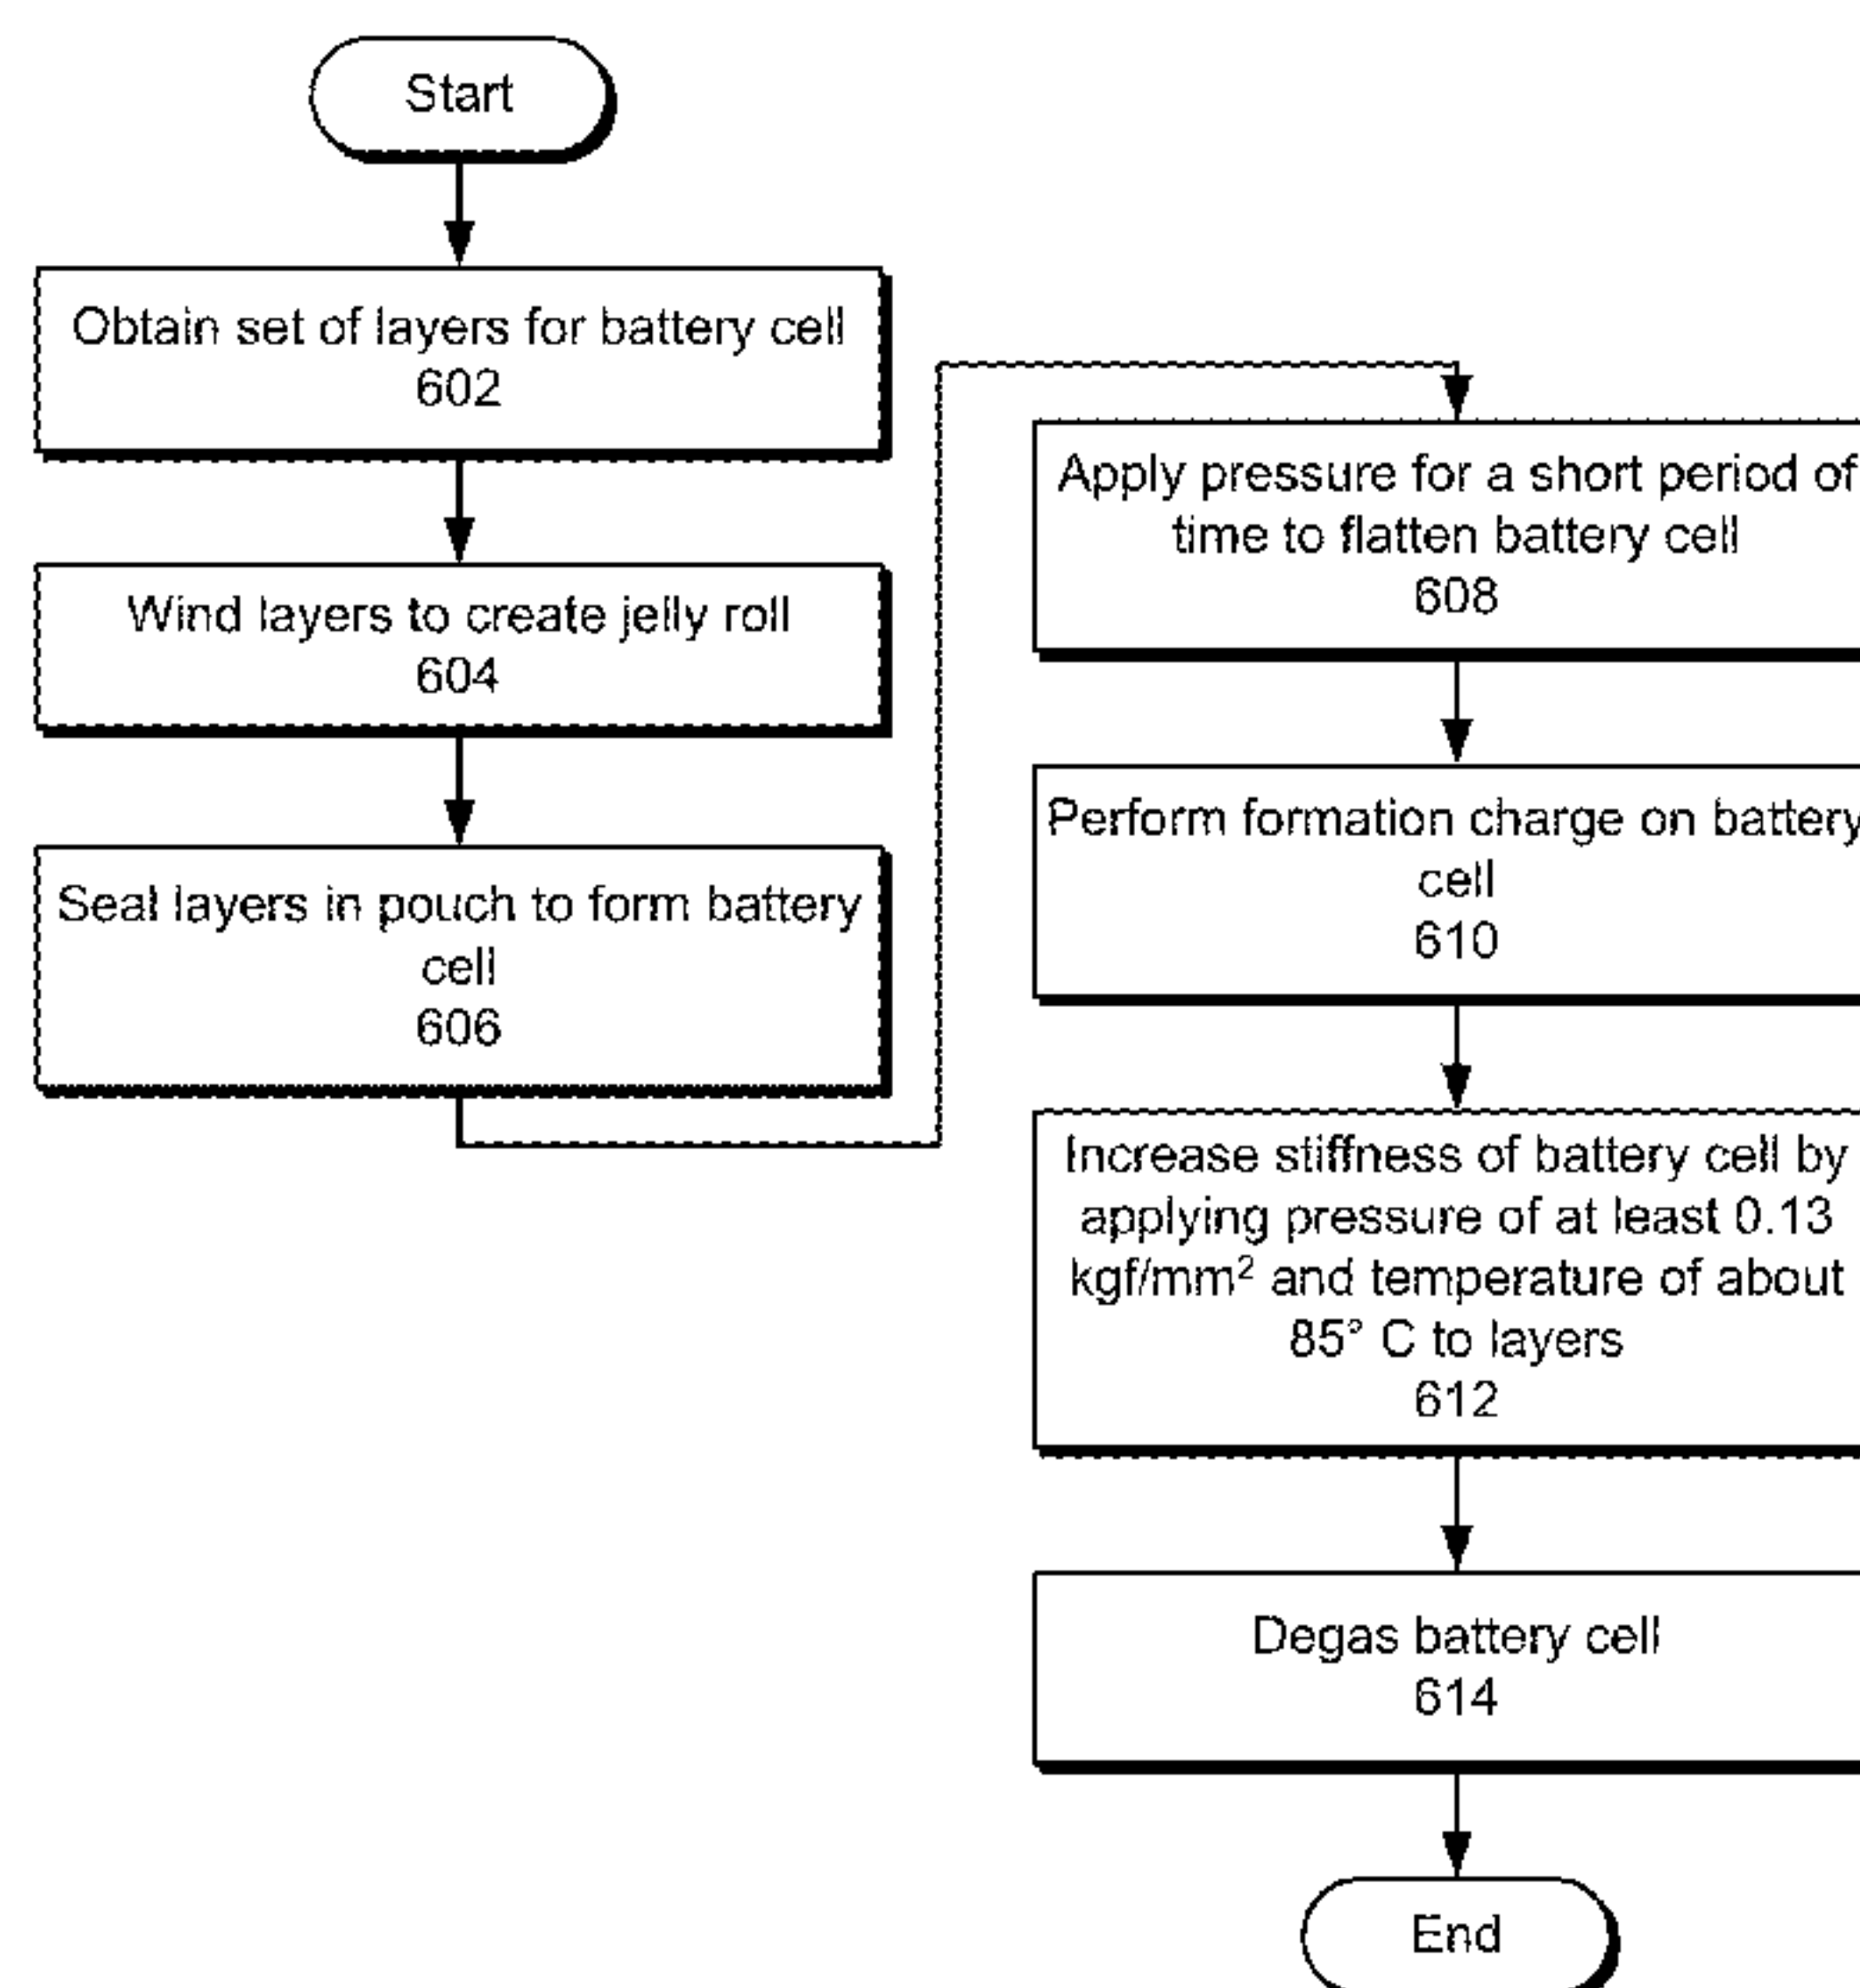 Start
Obtain set of layers for battery cell
602
Wind layers to create jelly roll
604
Seal layers in pouch to form battery
cell
606
Apply pressure for a short period of
time to flatten battery cell
608
Perform formation charge on battery
cell
610
Increase stiffness of battery cell by
applying pressure of at least 0.13
kgf/mm² and temperature of about
85° C to layers
612
Degas battery cell
614
End